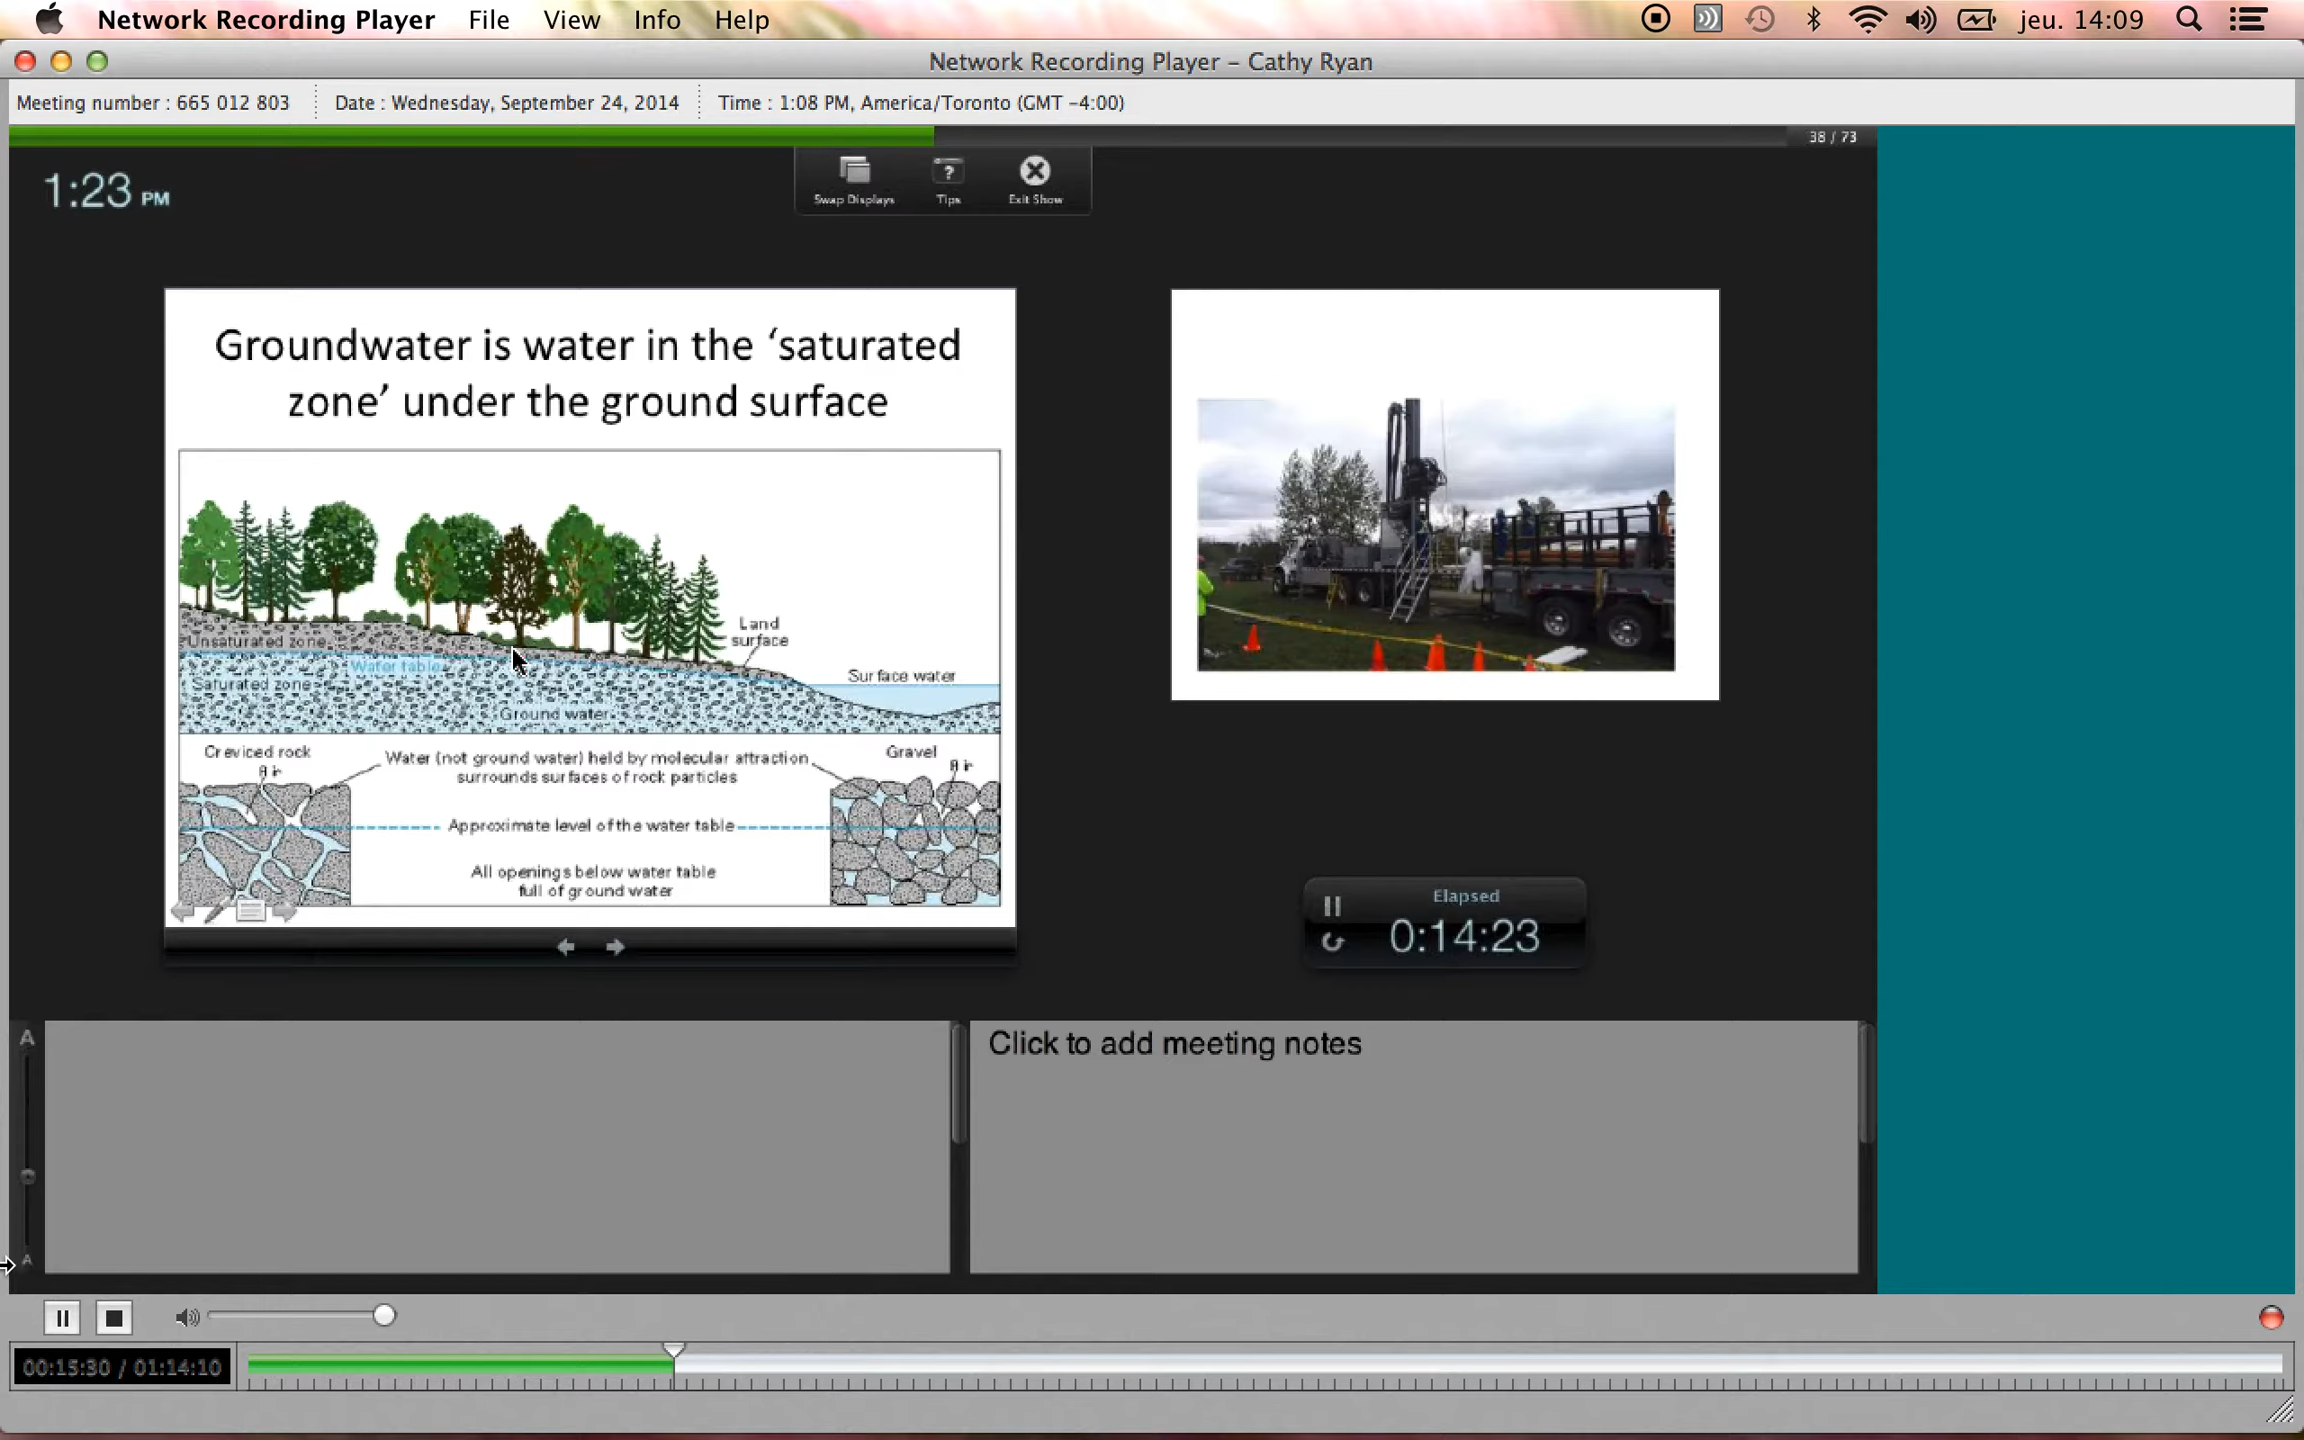 Network Recording Player File View Info Help jeu. 14:09
Network Recording Player – Cathy Ryan
Meeting number : 665 012 803 Date : Wednesday, September 24, 2014 Time : 1:08 PM, America/Toronto (GMT -4:00)
38 / 73
1:23 PM
Swap Displays Tips Exit Show
Groundwater is water in the ‘saturated
zone’ under the ground surface
Land
surface
Unsaturated zone
Water table
Surface water
Saturated zone
Ground water
Creviced rock
Air
Water (not ground water) held by molecular attraction
surrounds surfaces of rock particles
Gravel
Air
Approximate level of the water table
All openings below water table
full of ground water
Elapsed
0:14:23
A
Click to add meeting notes
A
00:15:30 / 01:14:10